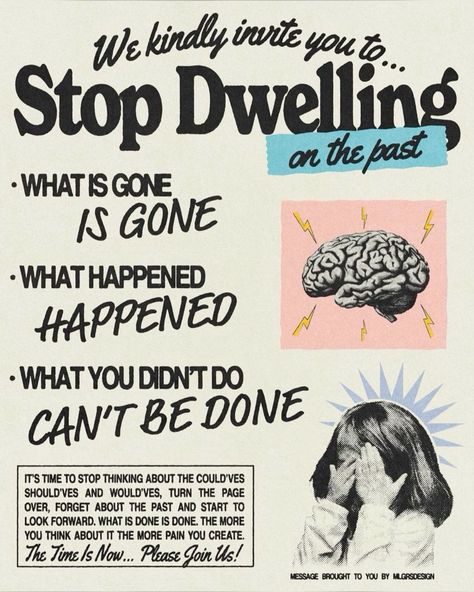 We kindly invite you to...
Stop Dwelling
on the past
• WHAT IS GONE
IS GONE
• WHAT HAPPENED
HAPPENED
• WHAT YOU DIDN'T DO
CAN'T BE DONE
IT'S TIME TO STOP THINKING ABOUT THE COULD'VES
SHOULD'VES AND WOULD'VES, TURN THE PAGE
OVER, FORGET ABOUT THE PAST AND START TO
LOOK FORWARD. WHAT IS DONE IS DONE. THE MORE
YOU THINK ABOUT IT THE MORE PAIN YOU CREATE.
The Time Is Now... Please Join Us!
MESSAGE BROUGHT TO YOU BY MLGRSDESIGN